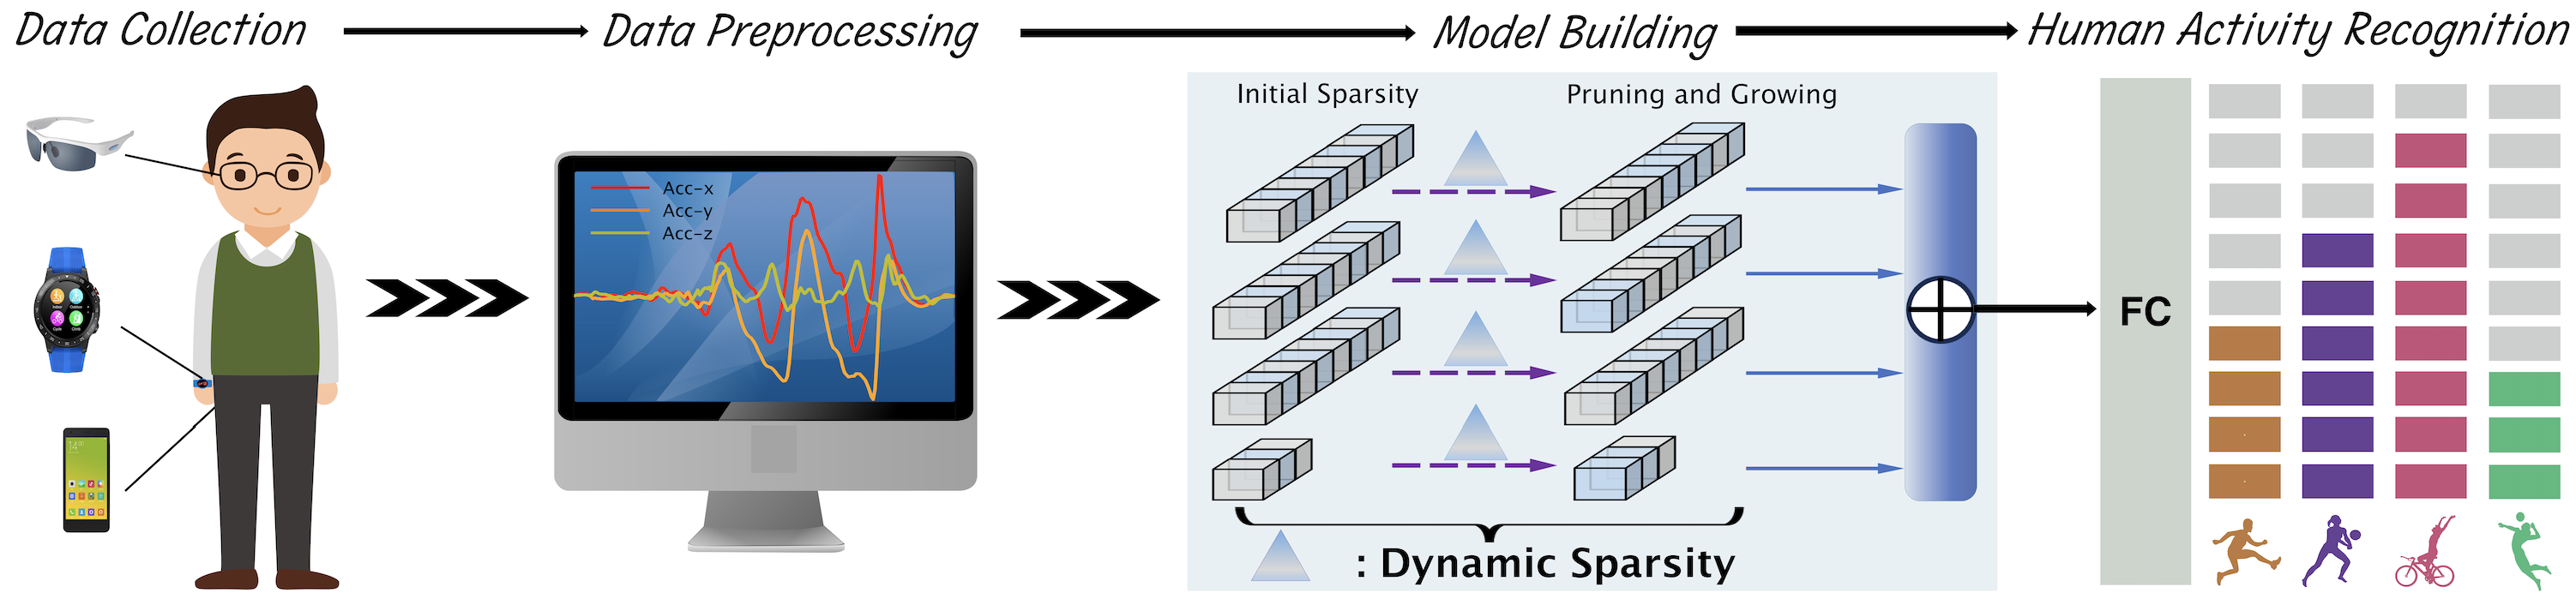 Data Collection
Data Preprocessing
Model Building
Human Activity Recognition
Acc-x
Acc-y
Acc-z
Initial Sparsity
Pruning and Growing
: Dynamic Sparsity
FC